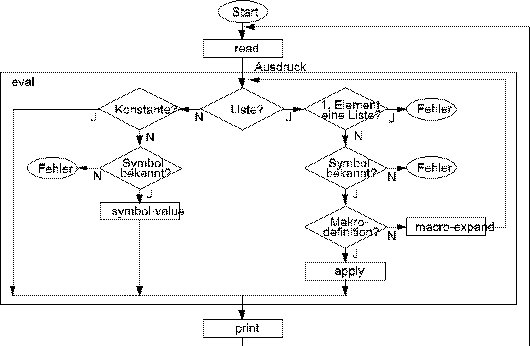 Start
read
Ausdruck
eval
Konstante?
Liste?
1. Element
eine Liste?
Fehler
J
N
J
J
N
N
Fehler
Symbol
bekannt?
N
J
Symbol
bekannt?
N
Fehler
J
symbol-value
Makro-
definition?
N
macro-expand
J
apply
print